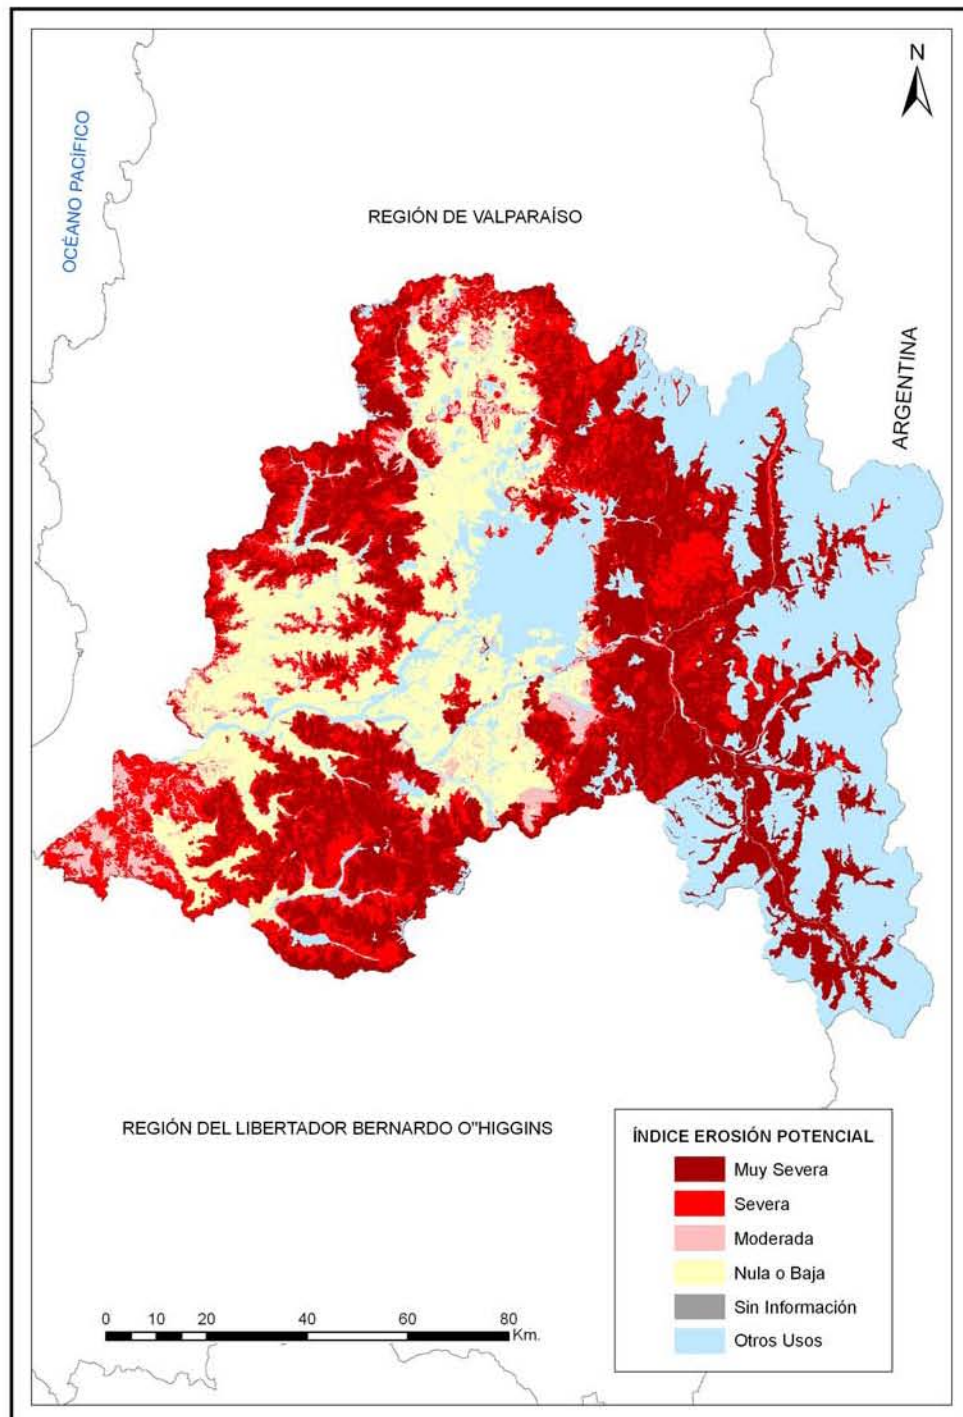 N
OCÉANO PACÍFICO
REGIÓN DE VALPARAÍSO
ARGENTINA
REGIÓN DEL LIBERTADOR BERNARDO O"HIGGINS
ÍNDICE EROSIÓN POTENCIAL
Muy Severa
Severa
Moderada
Nula o Baja
Sin Información
Otros Usos
0 10 20 40 60 80
Km.